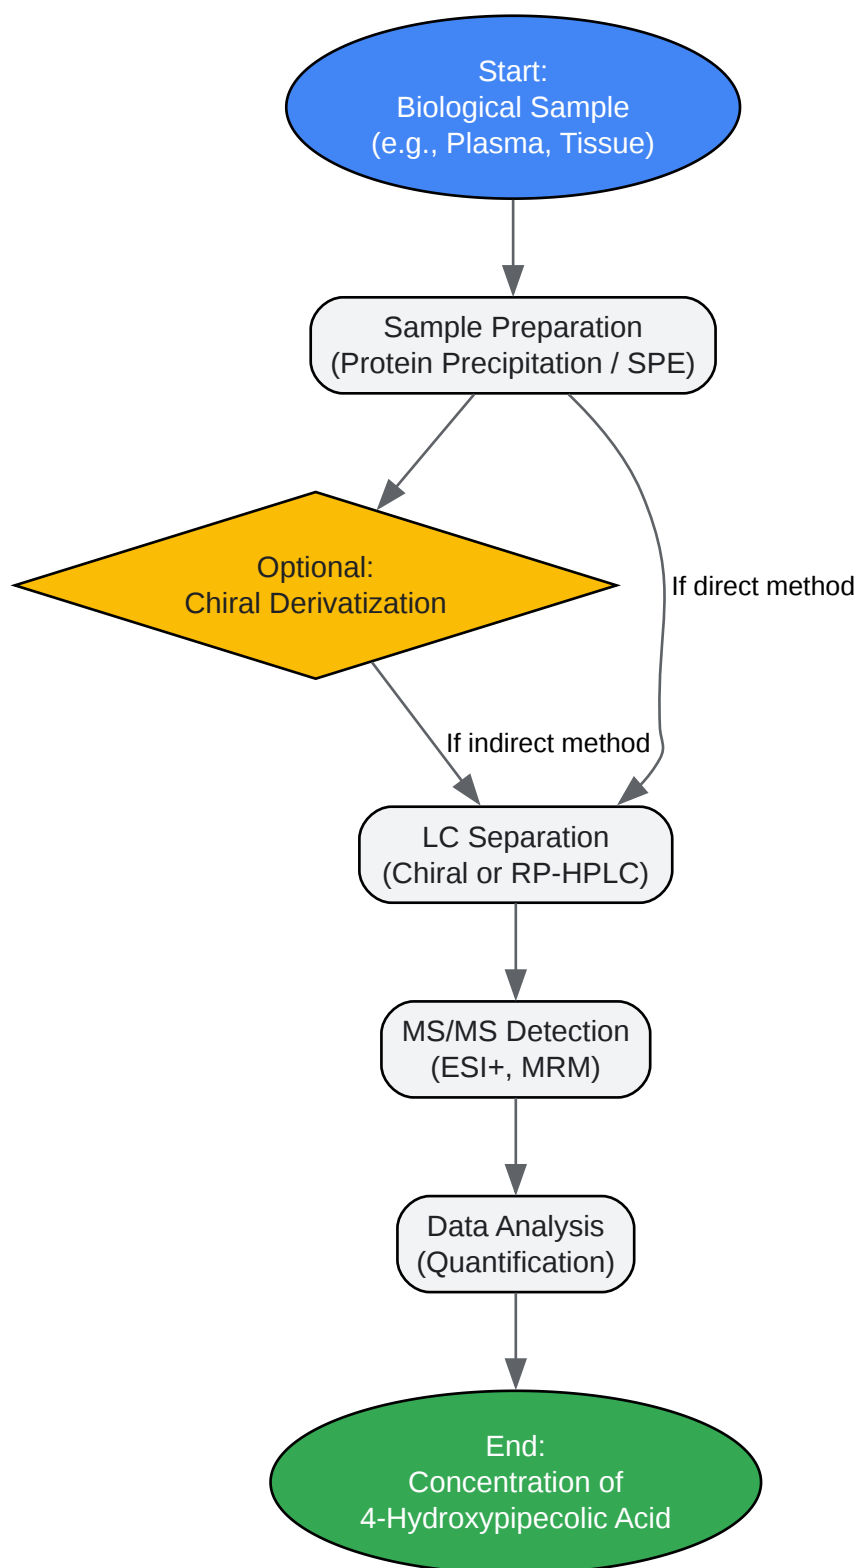 Start:
Biological Sample
(e.g., Plasma, Tissue)
Sample Preparation
(Protein Precipitation / SPE)
Optional:
Chiral Derivatization
If direct method
If indirect method
LC Separation
(Chiral or RP-HPLC)
MS/MS Detection
(ESI+, MRM)
Data Analysis
(Quantification)
End:
Concentration of
4-Hydroxypipecolic Acid